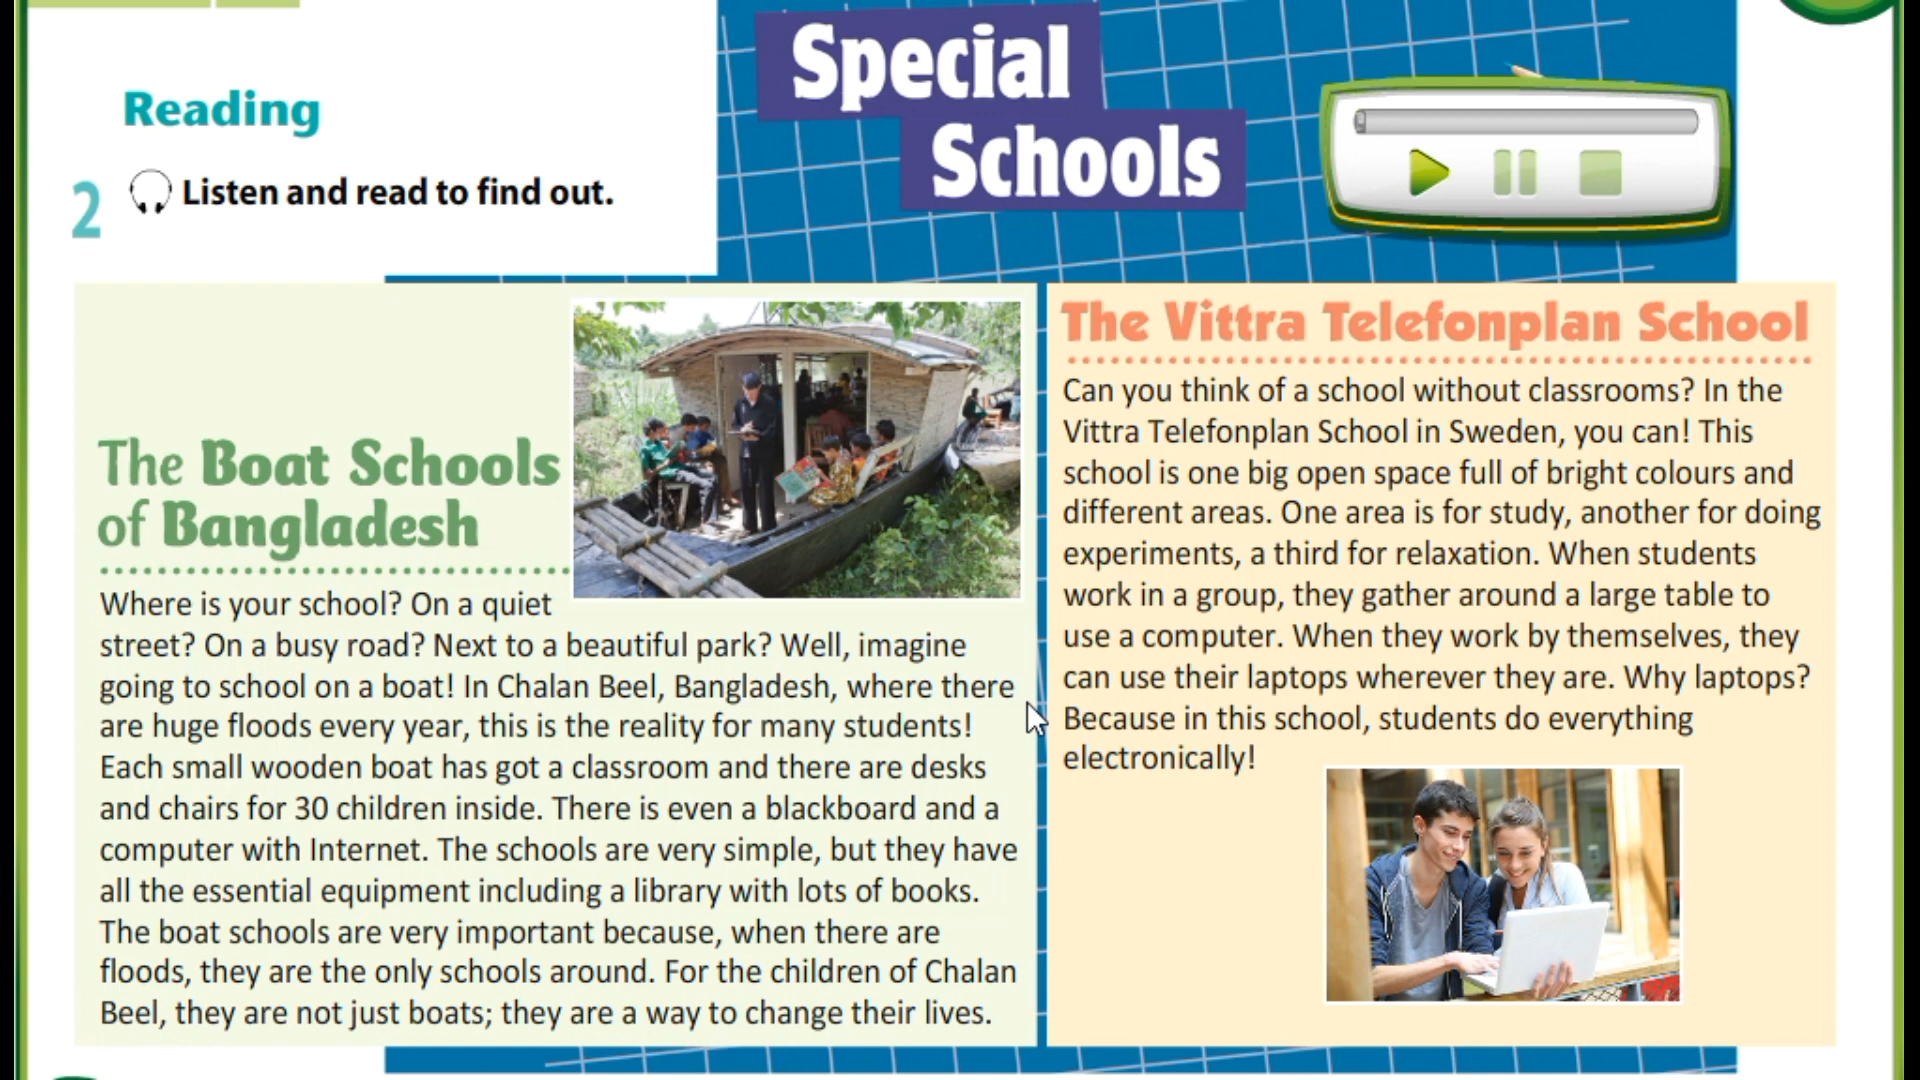 Special
Schools
Reading
2
Listen and read to find out.
The Boat Schools
of Bangladesh
Where is your school? On a quiet
street? On a busy road? Next to a beautiful park? Well, imagine
going to school on a boat! In Chalan Beel, Bangladesh, where there
are huge floods every year, this is the reality for many students!
Each small wooden boat has got a classroom and there are desks
and chairs for 30 children inside. There is even a blackboard and a
computer with Internet. The schools are very simple, but they have
all the essential equipment including a library with lots of books.
The boat schools are very important because, when there are
floods, they are the only schools around. For the children of Chalan
Beel, they are not just boats; they are a way to change their lives.
The Vittra Telefonplan School
Can you think of a school without classrooms? In the
Vittra Telefonplan School in Sweden, you can! This
school is one big open space full of bright colours and
different areas. One area is for study, another for doing
experiments, a third for relaxation. When students
work in a group, they gather around a large table to
use a computer. When they work by themselves, they
can use their laptops wherever they are. Why laptops?
Because in this school, students do everything
electronically!